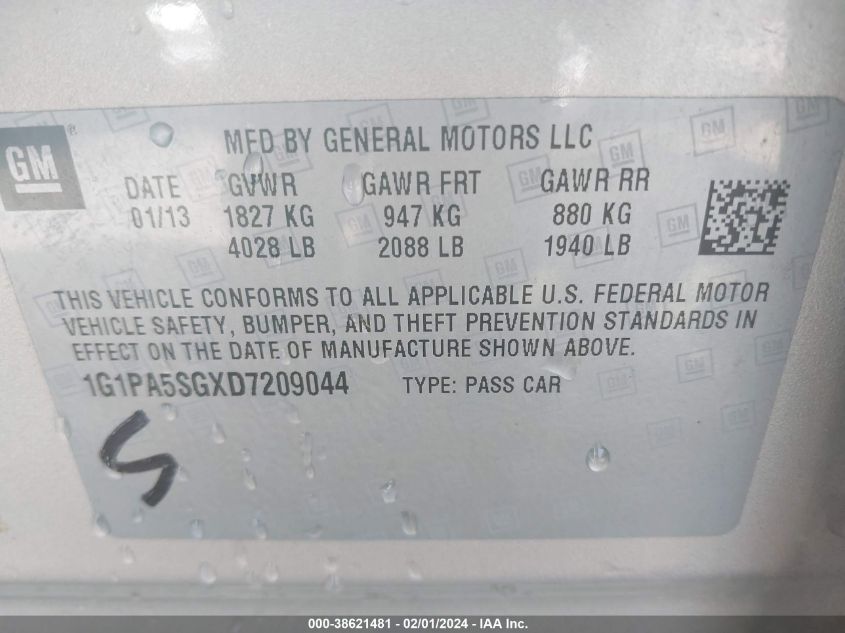 GM
MFD BY GENERAL MOTORS LLC
DATE GVWR GAWR FRT GAWR RR
01/13 1827 KG 947 KG 880 KG
4028 LB 2088 LB 1940 LB
THIS VEHICLE CONFORMS TO ALL APPLICABLE U.S. FEDERAL MOTOR
VEHICLE SAFETY, BUMPER, AND THEFT PREVENTION STANDARDS IN
EFFECT ON THE DATE OF MANUFACTURE SHOWN ABOVE.
1G1PA5SGXD7209044 TYPE: PASS CAR
S
000-38621481 - 02/01/2024 - IAA Inc.